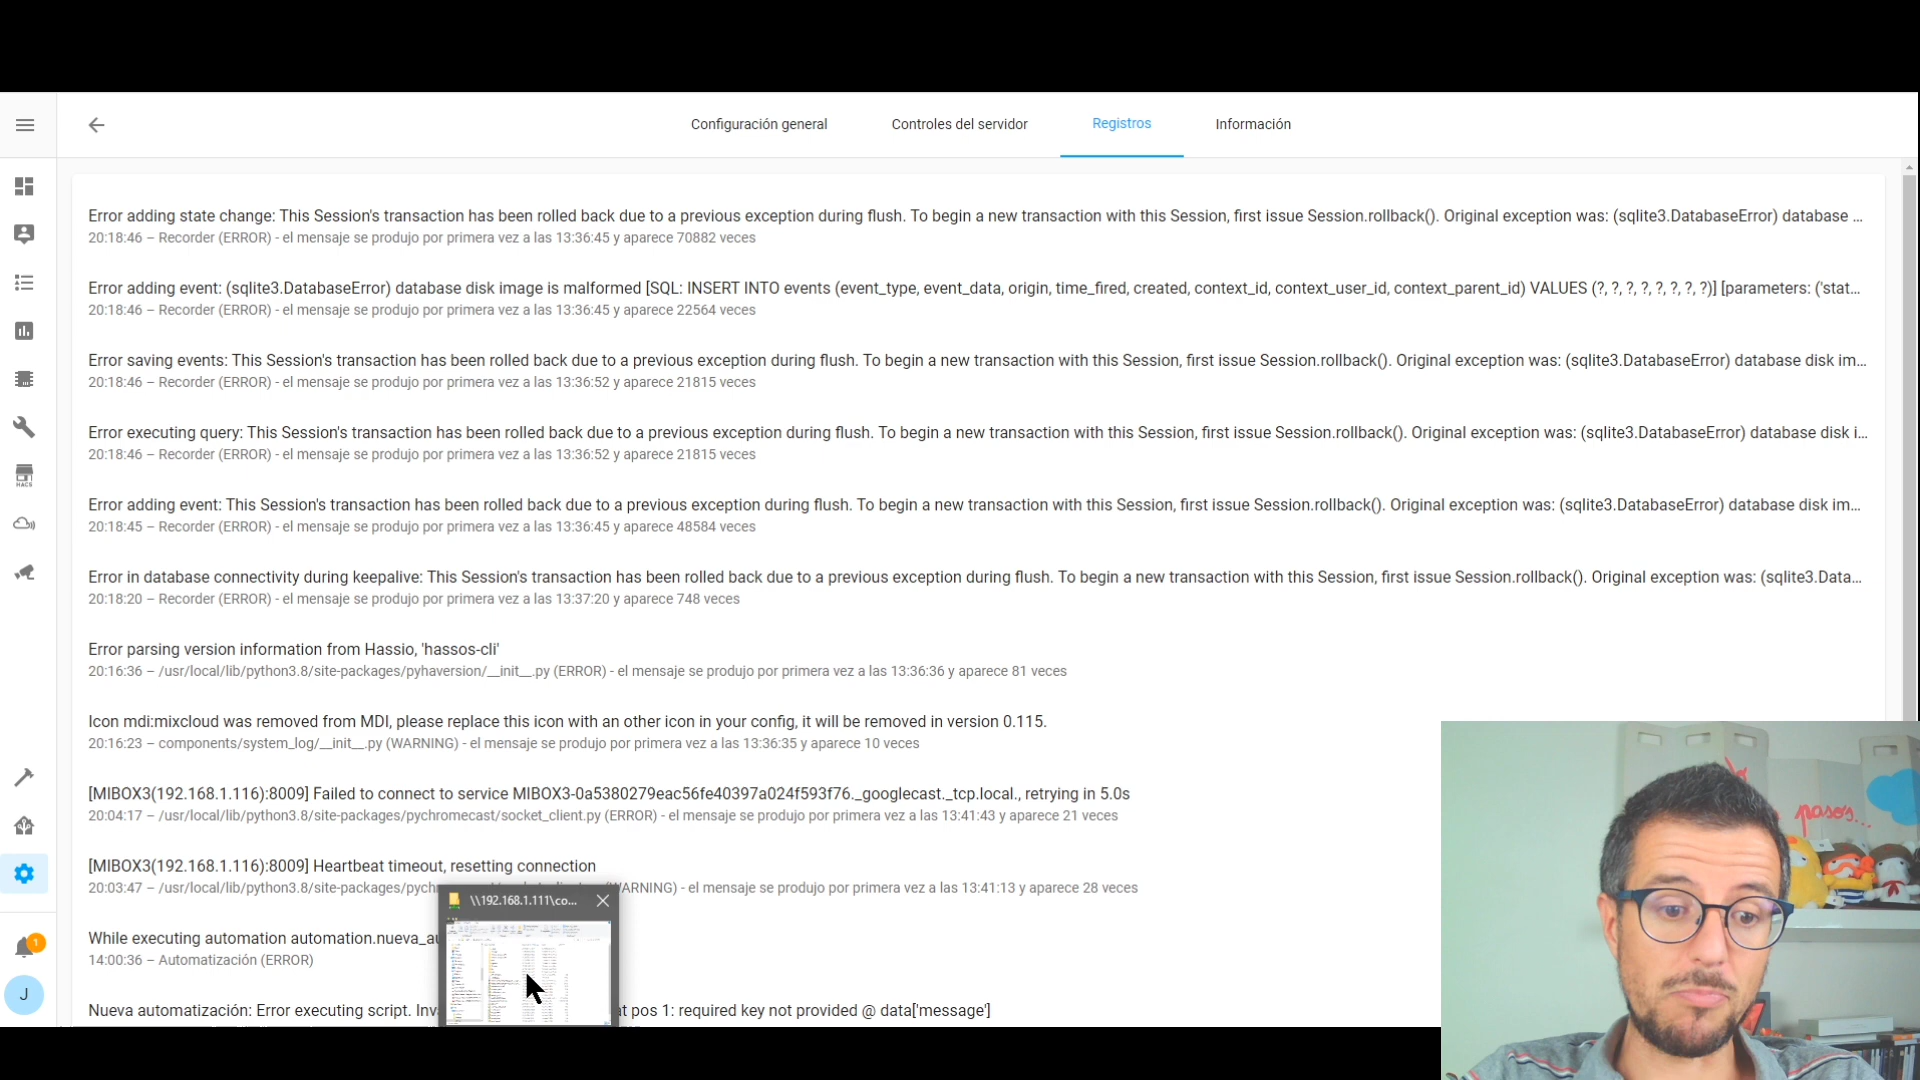 Configuración general
Controles del servidor
Registros
Información
Error adding state change: This Session's transaction has been rolled back due to a previous exception during flush. To begin a new transaction with this Session, first issue Session.rollback(). Original exception was: (sqlite3.DatabaseError) database ...
20:18:46 – Recorder (ERROR) - el mensaje se produjo por primera vez a las 13:36:45 y aparece 70882 veces
Error adding event: (sqlite3.DatabaseError) database disk image is malformed [SQL: INSERT INTO events (event_type, event_data, origin, time_fired, created, context_id, context_user_id, context_parent_id) VALUES (?, ?, ?, ?, ?, ?, ?, ?)] [parameters: ('stat...
20:18:46 – Recorder (ERROR) - el mensaje se produjo por primera vez a las 13:36:45 y aparece 22564 veces
Error saving events: This Session's transaction has been rolled back due to a previous exception during flush. To begin a new transaction with this Session, first issue Session.rollback(). Original exception was: (sqlite3.DatabaseError) database disk im...
20:18:46 – Recorder (ERROR) - el mensaje se produjo por primera vez a las 13:36:52 y aparece 21815 veces
Error executing query: This Session's transaction has been rolled back due to a previous exception during flush. To begin a new transaction with this Session, first issue Session.rollback(). Original exception was: (sqlite3.DatabaseError) database disk i...
20:18:46 – Recorder (ERROR) - el mensaje se produjo por primera vez a las 13:36:52 y aparece 21815 veces
HACS
Error adding event: This Session's transaction has been rolled back due to a previous exception during flush. To begin a new transaction with this Session, first issue Session.rollback(). Original exception was: (sqlite3.DatabaseError) database disk im...
20:18:45 – Recorder (ERROR) - el mensaje se produjo por primera vez a las 13:36:45 y aparece 48584 veces
Error in database connectivity during keepalive: This Session's transaction has been rolled back due to a previous exception during flush. To begin a new transaction with this Session, first issue Session.rollback(). Original exception was: (sqlite3.Data...
20:18:20 – Recorder (ERROR) - el mensaje se produjo por primera vez a las 13:37:20 y aparece 748 veces
Error parsing version information from Hassio, 'hassos-cli'
20:16:36 – /usr/local/lib/python3.8/site-packages/pyhaversion/__init__.py (ERROR) - el mensaje se produjo por primera vez a las 13:36:36 y aparece 81 veces
Icon mdi:mixcloud was removed from MDI, please replace this icon with an other icon in your config, it will be removed in version 0.115.
20:16:23 – components/system_log/__init__.py (WARNING) - el mensaje se produjo por primera vez a las 13:36:35 y aparece 10 veces
[MIBOX3(192.168.1.116):8009] Failed to connect to service MIBOX3-0a5380279eac56fe40397a024f593f76._googlecast._tcp.local., retrying in 5.0s
20:04:17 – /usr/local/lib/python3.8/site-packages/pychromecast/socket_client.py (ERROR) - el mensaje se produjo por primera vez a las 13:41:43 y aparece 21 veces
pasos...
[MIBOX3(192.168.1.116):8009] Heartbeat timeout, resetting connection
20:03:47 – /usr/local/lib/python3.8/site-packages/pychr WARNING) - el mensaje se produjo por primera vez a las 13:41:13 y aparece 28 veces
\\192.168.1.111\co...
1
While executing automation automation.nueva_au
14:00:36 – Automatización (ERROR)
J
Nueva automatización: Error executing script. Inv at pos 1: required key not provided @ data['message']